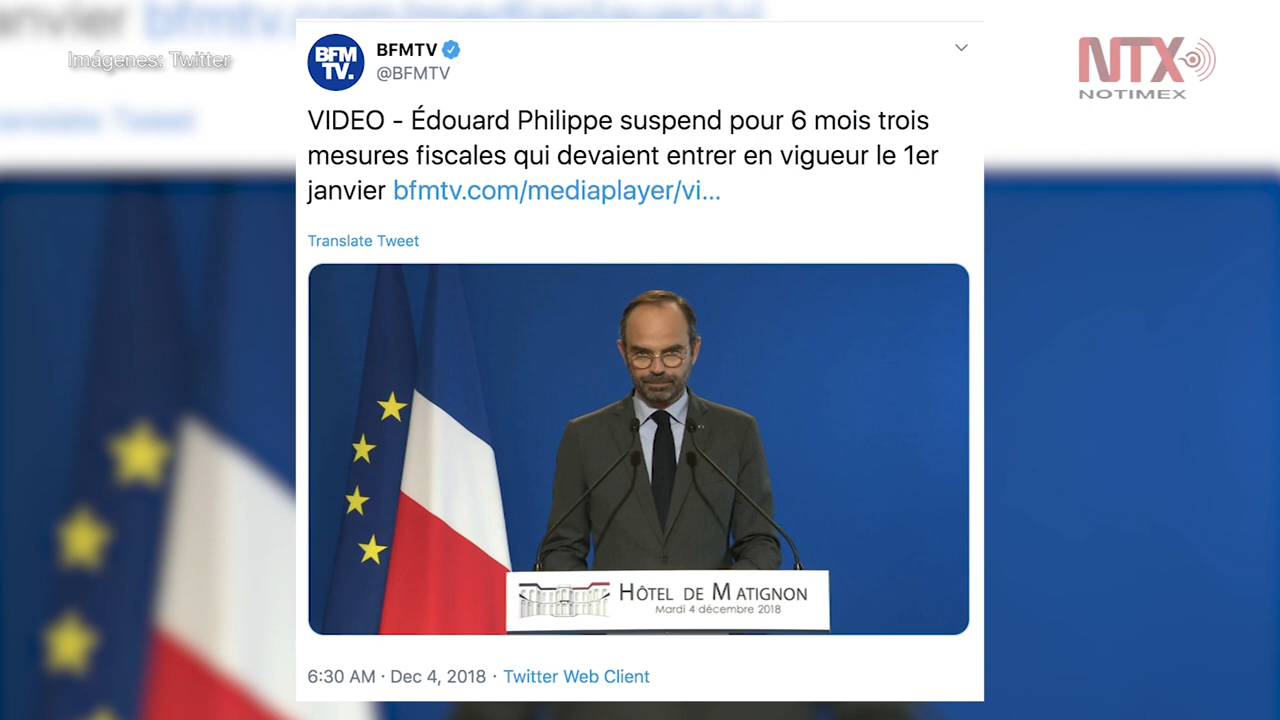 Imágenes: Twitter
NTX
NOTIMEX
BFM
TV.
BFMTV
@BFMTV
VIDEO - Édouard Philippe suspend pour 6 mois trois
mesures fiscales qui devaient entrer en vigueur le 1er
janvier bfmtv.com/mediaplayer/vi...
Translate Tweet
HÔTEL DE MATIGNON
Mardi 4 décembre 2018
6:30 AM · Dec 4, 2018 · Twitter Web Client